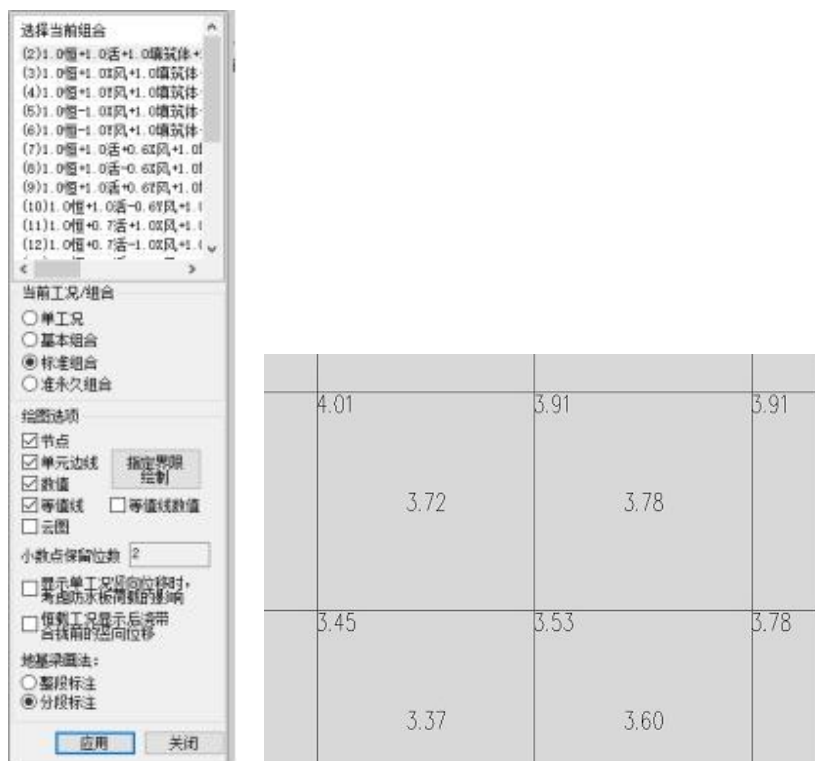 选择当前组合
(2)1.0恒+1.0活+1.0填筑体+
(3)1.0恒+1.0X风+1.0填筑体
(4)1.0恒+1.0Y风+1.0填筑体
(5)1.0恒-1.0X风+1.0填筑体
(6)1.0恒-1.0Y风+1.0填筑体
(7)1.0恒+1.0活+0.6X风+1.0
(8)1.0恒+1.0活-0.6X风+1.0
(9)1.0恒+1.0活+0.6Y风+1.0
(10)1.0恒+1.0活-0.6Y风+1.
(11)1.0恒+0.7活+1.0X风+1.
(12)1.0恒+0.7活-1.0X风+1.
当前工况/组合
单工况
基本组合
标准组合
准永久组合
绘图选项
节点
单元边线
指定界限
绘制
数值
等值线 等值线数值
云图
小数点保留位数 2
显示单工况竖向位移时,
考虑防水板荷载的影响
恒载工况显示后浇带
合拢前的竖向位移
地基梁画法:
整段标注
分段标注
应用 关闭
4.01 3.91 3.91
3.72 3.78
3.45 3.53 3.78
3.37 3.60